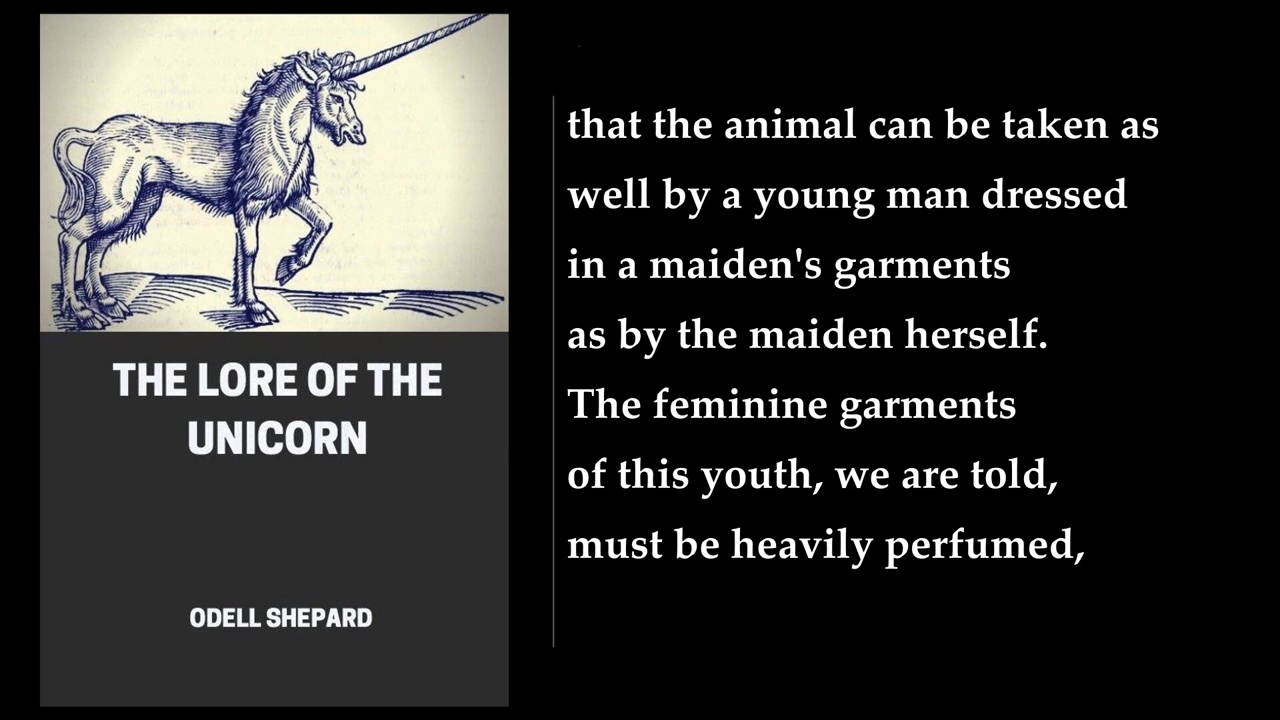 THE LORE OF THE
UNICORN
ODELL SHEPARD
that the animal can be taken as
well by a young man dressed
in a maiden's garments
as by the maiden herself.
The feminine garments
of this youth, we are told,
must be heavily perfumed,